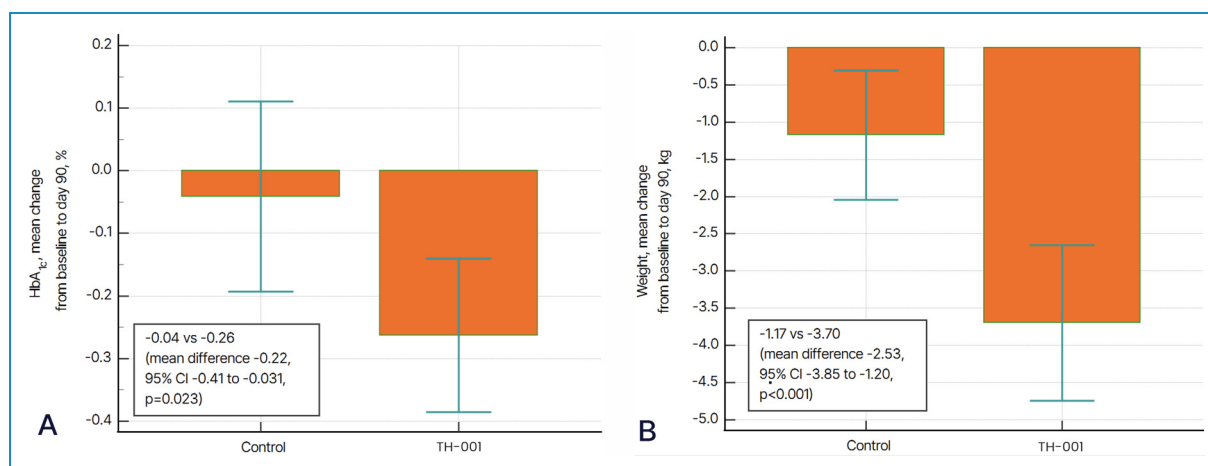 HbA1c, mean change
from baseline to day 90, %
0.2
0.1
0.0
-0.1
-0.2
-0.3
-0.4
-0.04 vs -0.26
(mean difference -0.22,
95% CI -0.41 to -0.031,
p=0.023)
A
Control
TH-001
Weight, mean change
from baseline to day 90, kg
0.0
-0.5
-1.0
-1.5
-2.0
-2.5
-3.0
-3.5
-4.0
-4.5
-5.0
-1.17 vs -3.70
(mean difference -2.53,
95% CI -3.85 to -1.20,
p<0.001)
B
Control
TH-001